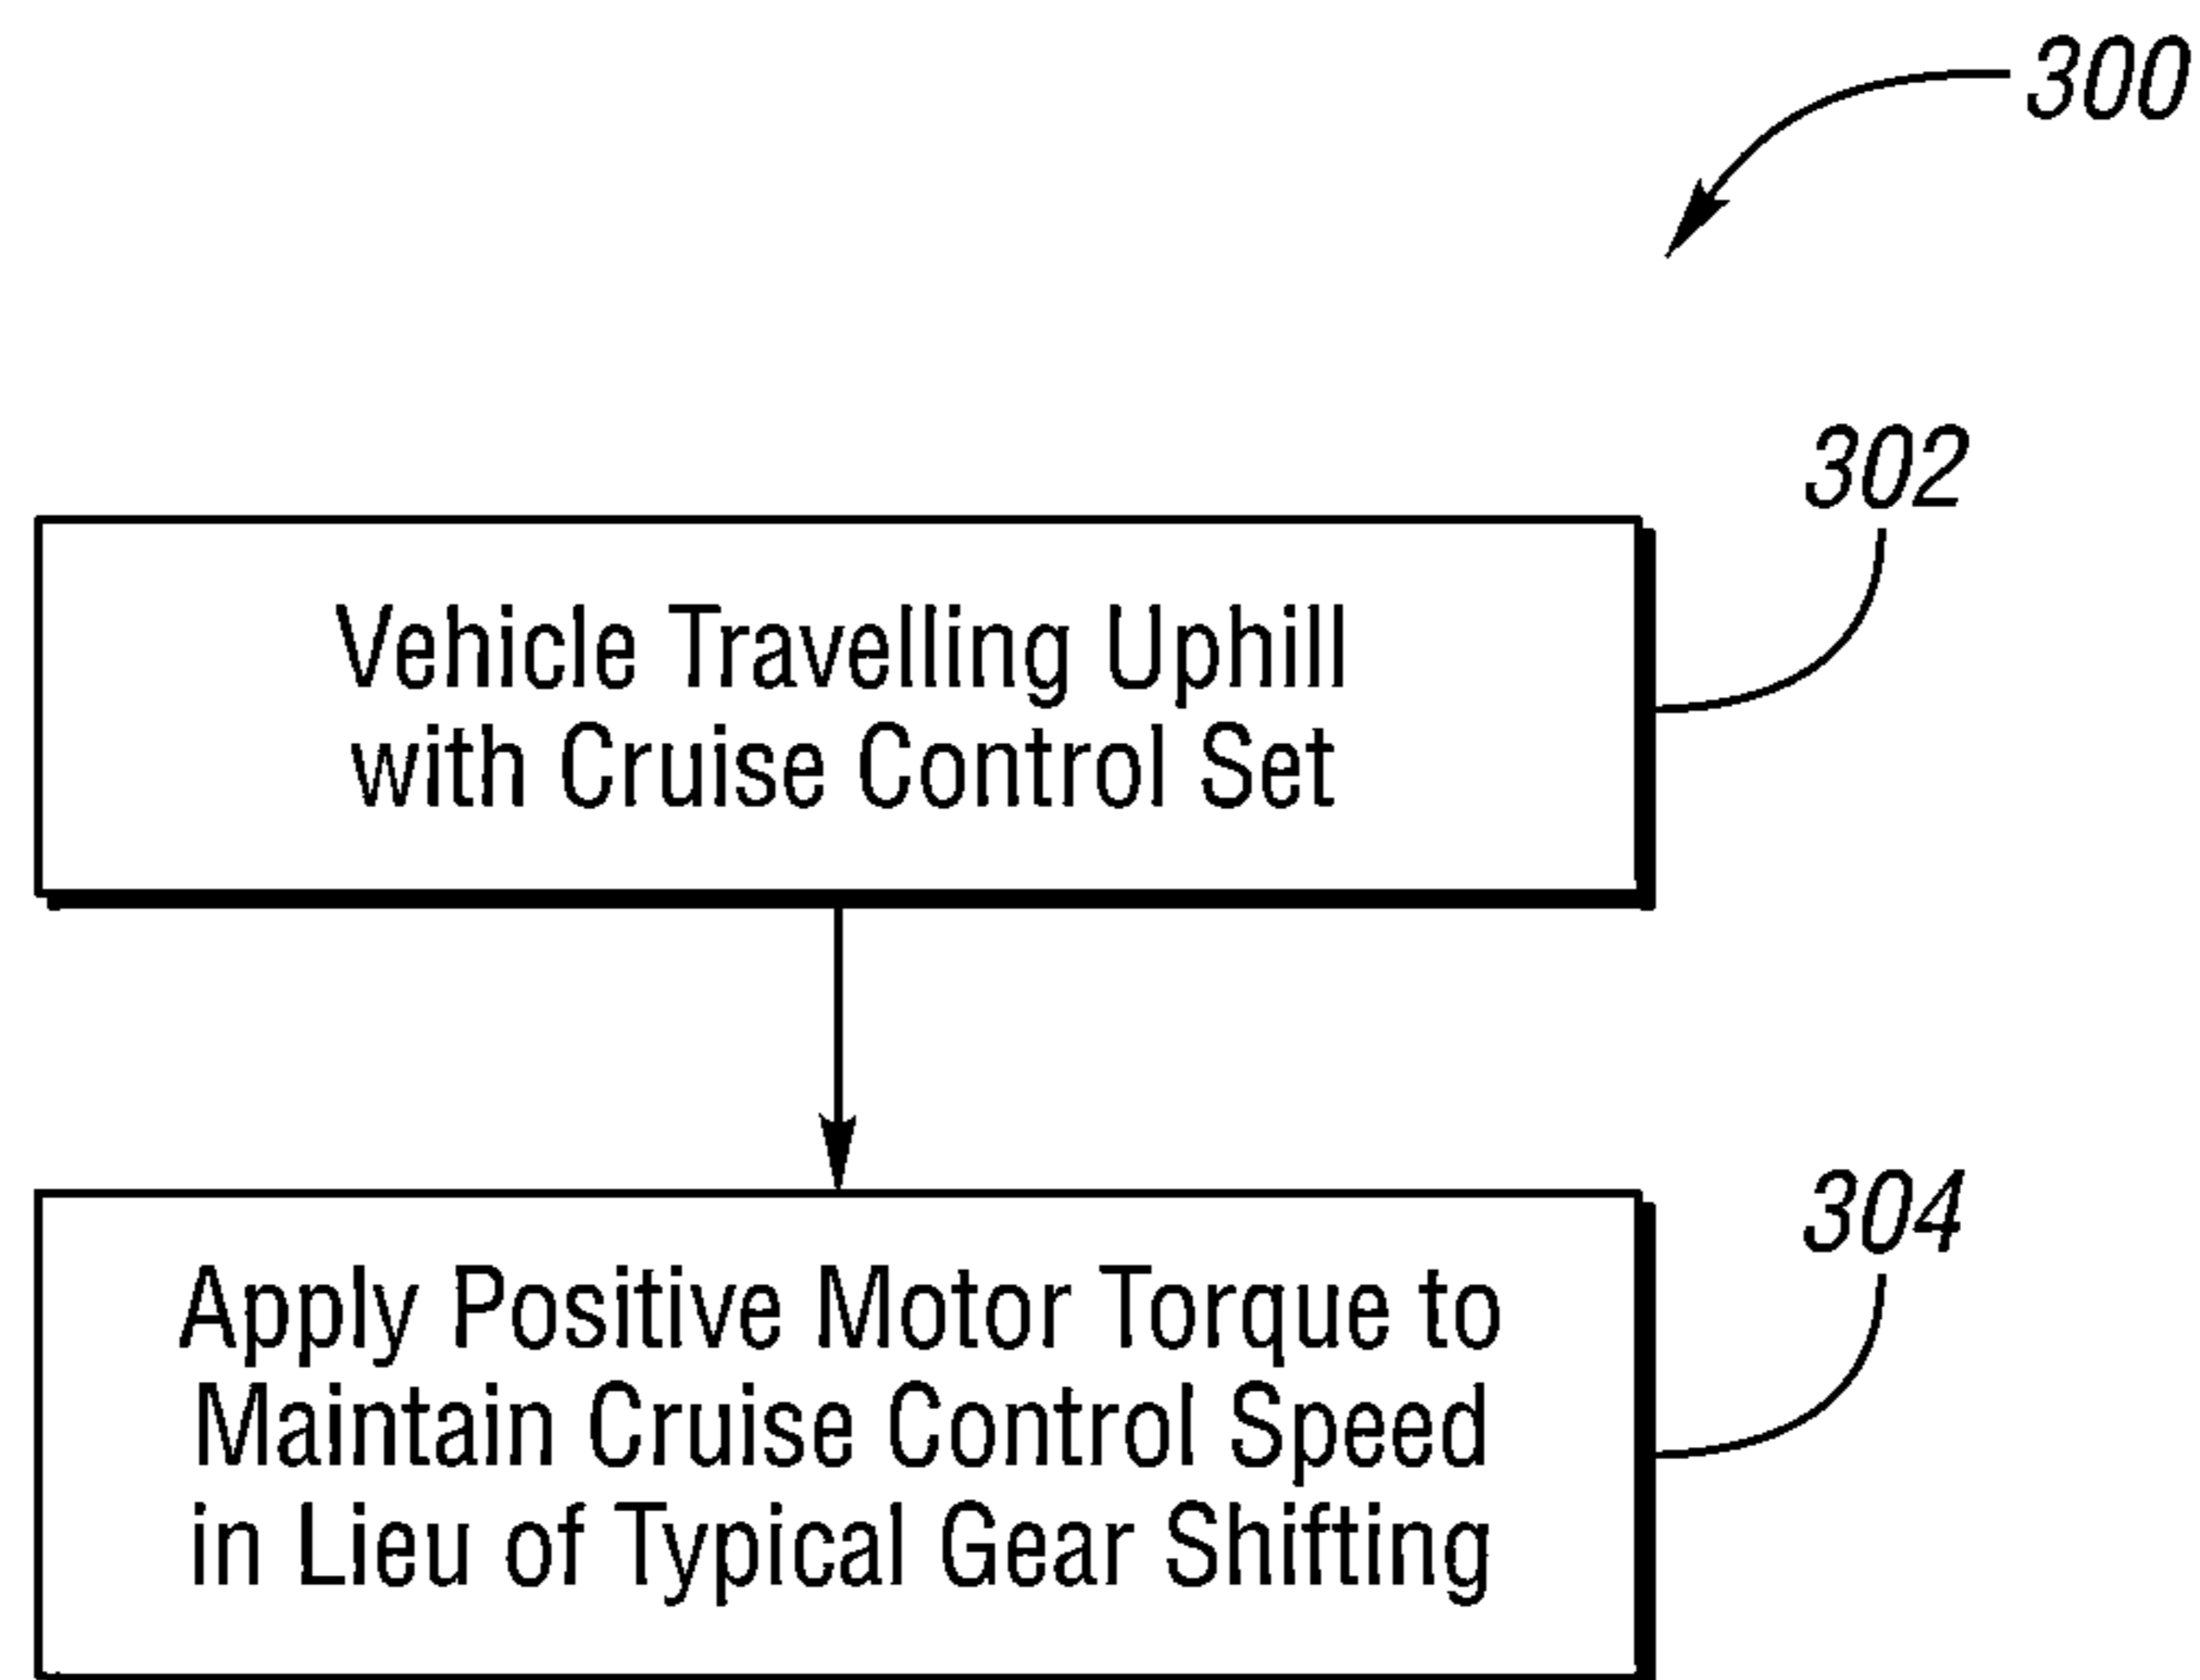 300
302
Vehicle Travelling Uphill
with Cruise Control Set
304
Apply Positive Motor Torque to
Maintain Cruise Control Speed
in Lieu of Typical Gear Shifting